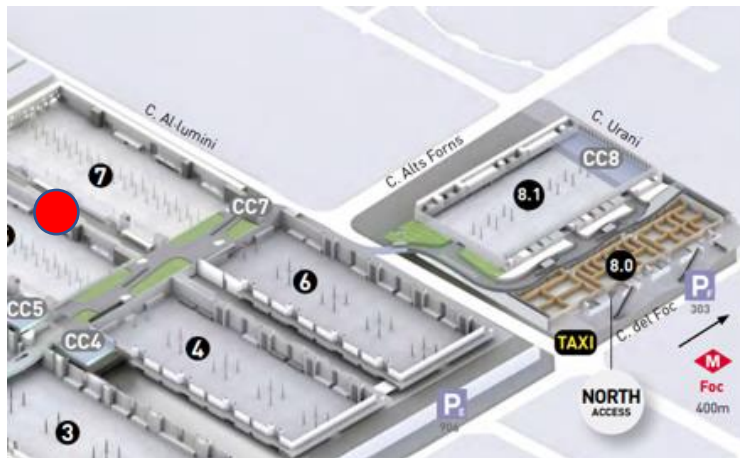 C. Al·lumini
C. Alts Forns
C. Urani
CC8
7
8.1
CC7
6
8.0
P
303
CC5
CC4
4
TAXI
C. del Foc
M
Foc
400m
NORTH
ACCESS
P
904
3